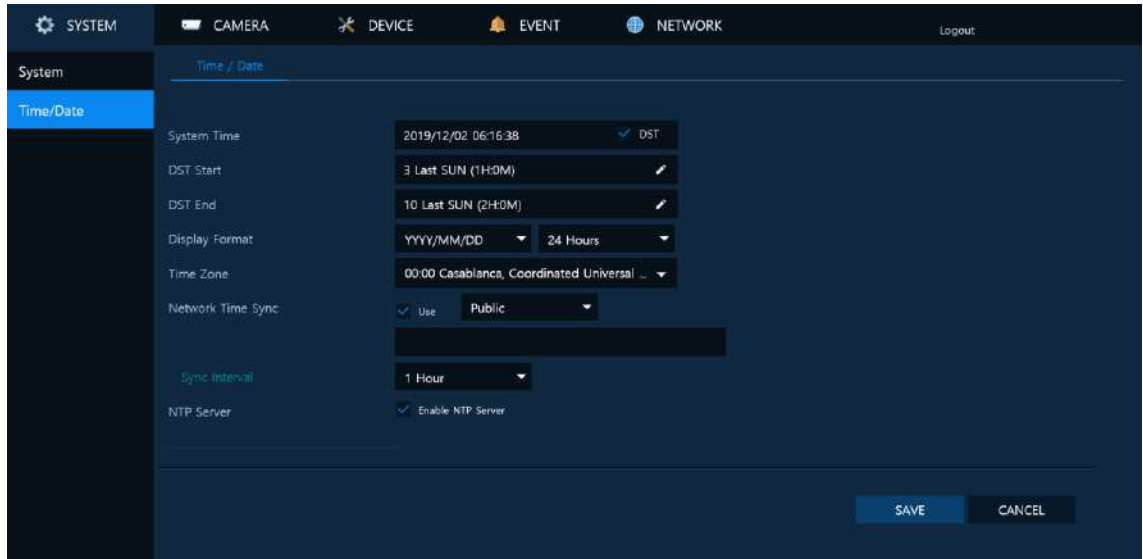 SYSTEM CAMERA DEVICE EVENT NETWORK Logout
System
Time/Date
Time / Date
System Time 2019/12/02 06:16:38 DST
DST Start 3 Last SUN (1H:0M)
DST End 10 Last SUN (2H:0M)
Display Format YYYY/MM/DD 24 Hours
Time Zone 00:00 Casablanca, Coordinated Universal ...
Network Time Sync Use Public
Sync Interval 1 Hour
NTP Server Enable NTP Server
SAVE CANCEL